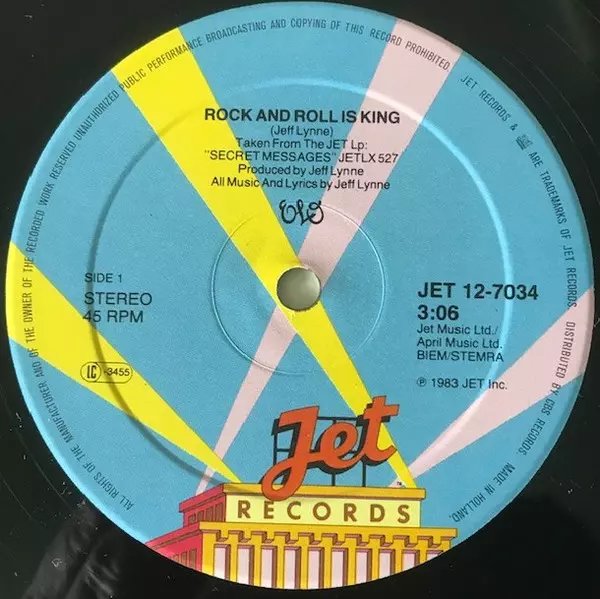 ROCK AND ROLL IS KING
(Jeff Lynne)
Taken From The JET Lp:
"SECRET MESSAGES" JETLX 527
Produced by Jeff Lynne
All Music And Lyrics by Jeff Lynne
ELO
SIDE 1
STEREO
45 RPM
LC -3455
JET 12-7034
3:06
Jet Music Ltd./
April Music Ltd.
BIEM/STEMRA
℗ 1983 JET Inc.
Jet
RECORDS
ALL RIGHTS OF THE MANUFACTURER AND OF THE OWNER OF THE RECORDED WORK RESERVED UNAUTHORIZED PUBLIC PERFORMANCE BROADCASTING AND COPYING OF THIS RECORD PROHIBITED
JET RECORDS & ARE TRADEMARKS OF JET RECORDS. DISTRIBUTED BY CBS RECORDS MADE IN HOLLAND.